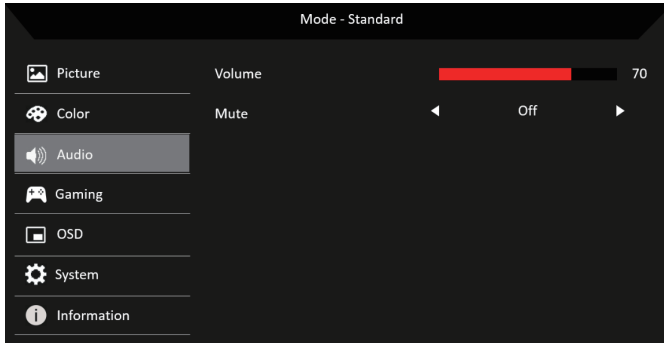 Mode - Standard
Picture
Volume 70
Color
Mute Off
Audio
Gaming
OSD
System
Information